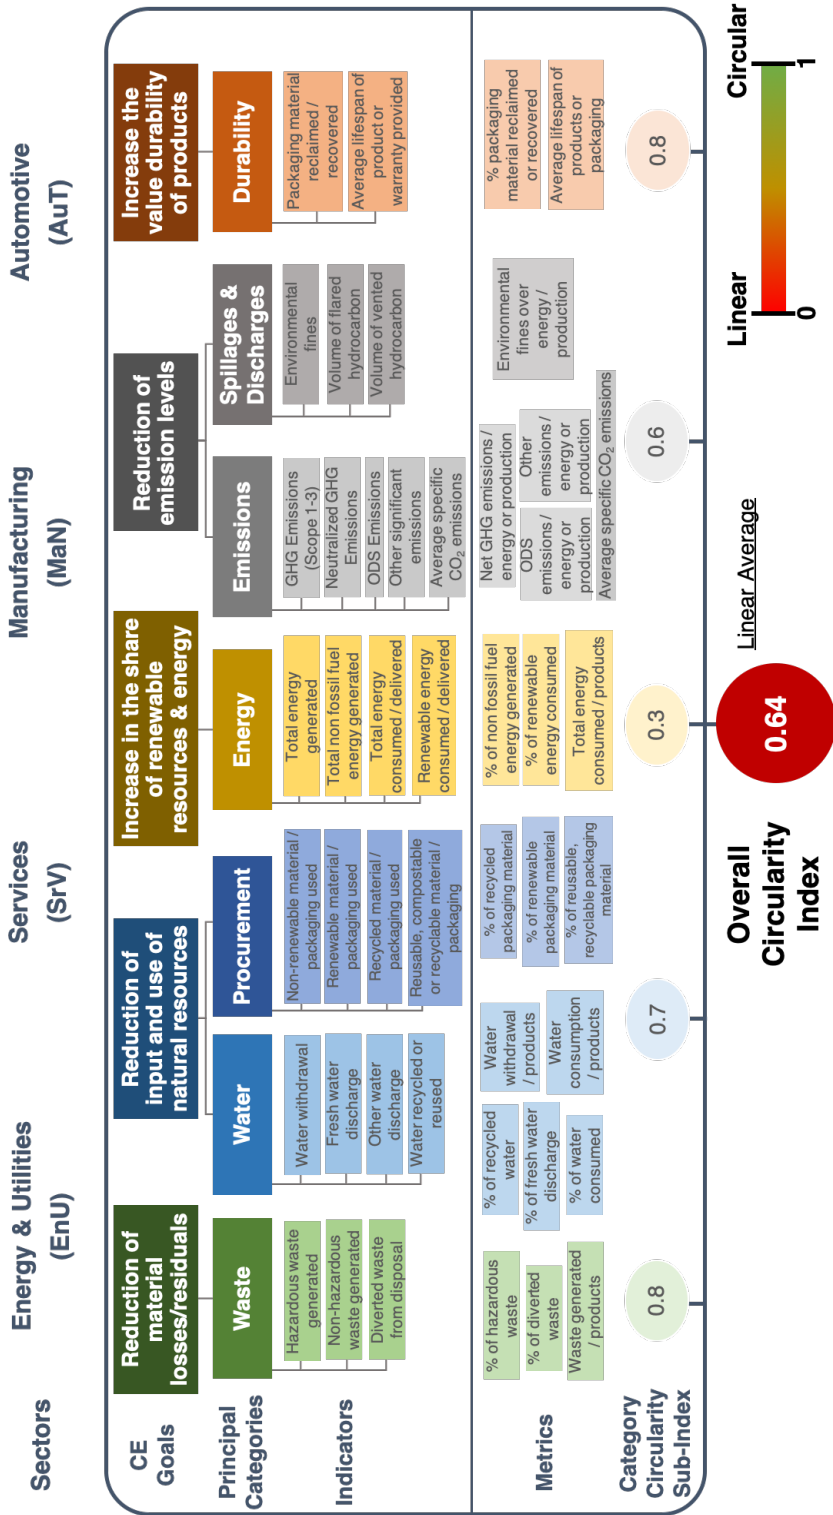 Sectors
Energy & Utilities
(EnU)
Services
(SrV)
Manufacturing
(MaN)
Automotive
(AuT)
CE
Goals
Reduction of
material
losses/residuals
Reduction of
input and use of
natural resources
Increase in the share
of renewable
resources & energy
Reduction of
emission levels
Increase the
value durability
of products
Principal
Categories
Waste
Water
Procurement
Energy
Emissions
Spillages &
Discharges
Durability
Indicators
Hazardous waste
generated
Non-hazardous
waste generated
Diverted waste
from disposal
Water withdrawal
Fresh water
discharge
Other water
discharge
Water recycled or
reused
Non-renewable material /
packaging used
Renewable material /
packaging used
Recycled material /
packaging used
Reusable, compostable
or recyclable material /
packaging
Total energy
generated
Total non fossil fuel
energy generated
Total energy
consumed / delivered
Renewable energy
consumed / delivered
GHG Emissions
(Scope 1-3)
Neutralized GHG
Emissions
ODS Emissions
Other significant
emissions
Average specific
CO₂ emissions
Environmental
fines
Volume of flared
hydrocarbon
Volume of vented
hydrocarbon
Packaging material
reclaimed /
recovered
Average lifespan of
product or
warranty provided
Metrics
% of hazardous
waste
% of diverted
waste
Waste generated
/ products
% of recycled
water
% of fresh water
discharge
% of water
consumed
Water
withdrawal
/ products
Water
consumption
/ products
% of recycled
packaging material
% of renewable
packaging material
% of reusable,
recyclable packaging
material
% of non fossil fuel
energy generated
% of renewable
energy consumed
Total energy
consumed / products
Net GHG emissions /
energy or production
ODS
emissions /
energy or
production
Other
emissions /
energy or
production
Average specific CO₂ emissions
Environmental
fines over
energy /
production
% packaging
material reclaimed
or recovered
Average lifespan of
products or
packaging
Category
Circularity
Sub-Index
0.8
0.7
0.3
0.6
0.8
Overall
Circularity
Index
0.64
Linear Average
Linear
Circular
0
1